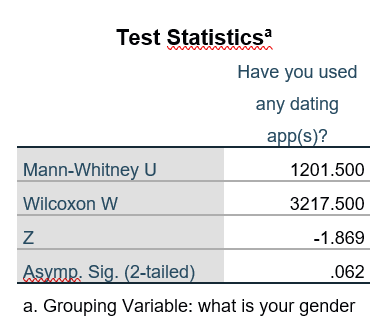 Test Statisticsª
Have you used
any dating
app(s)?
Mann-Whitney U 1201.500
Wilcoxon W 3217.500
Z -1.869
Asymp. Sig. (2-tailed) .062
a. Grouping Variable: what is your gender